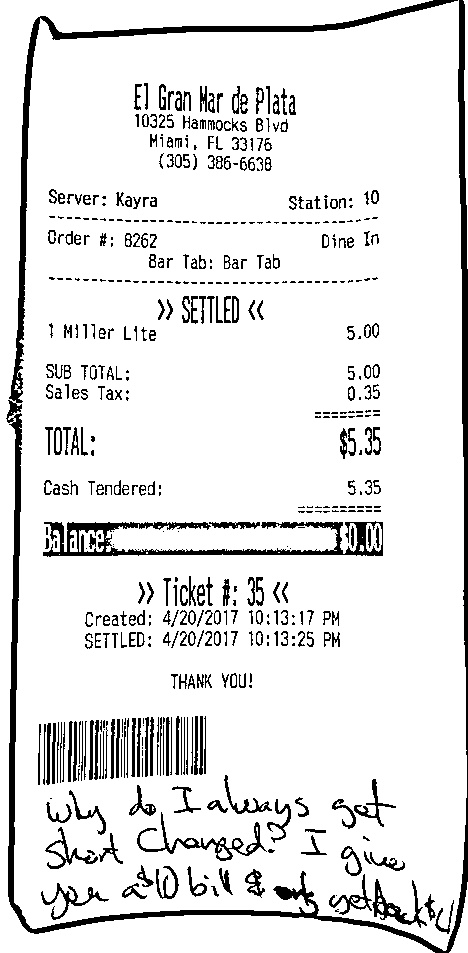 El Gran Mar de Plata
10325 Hammocks Blvd
Miami, FL 33176
(305) 386-6638
Server: Kayra Station: 10
Order #: 8262 Dine In
Bar Tab: Bar Tab
>> SETTLED <<
1 Miller Lite 5.00
SUB TOTAL: 5.00
Sales Tax: 0.35
TOTAL: $5.35
Cash Tendered: 5.35
Balance: $0.00
>> Ticket #: 35 <<
Created: 4/20/2017 10:13:17 PM
SETTLED: 4/20/2017 10:13:25 PM
THANK YOU!
Why do I always get
short changed? I give
you a $10 bill & only get back $4